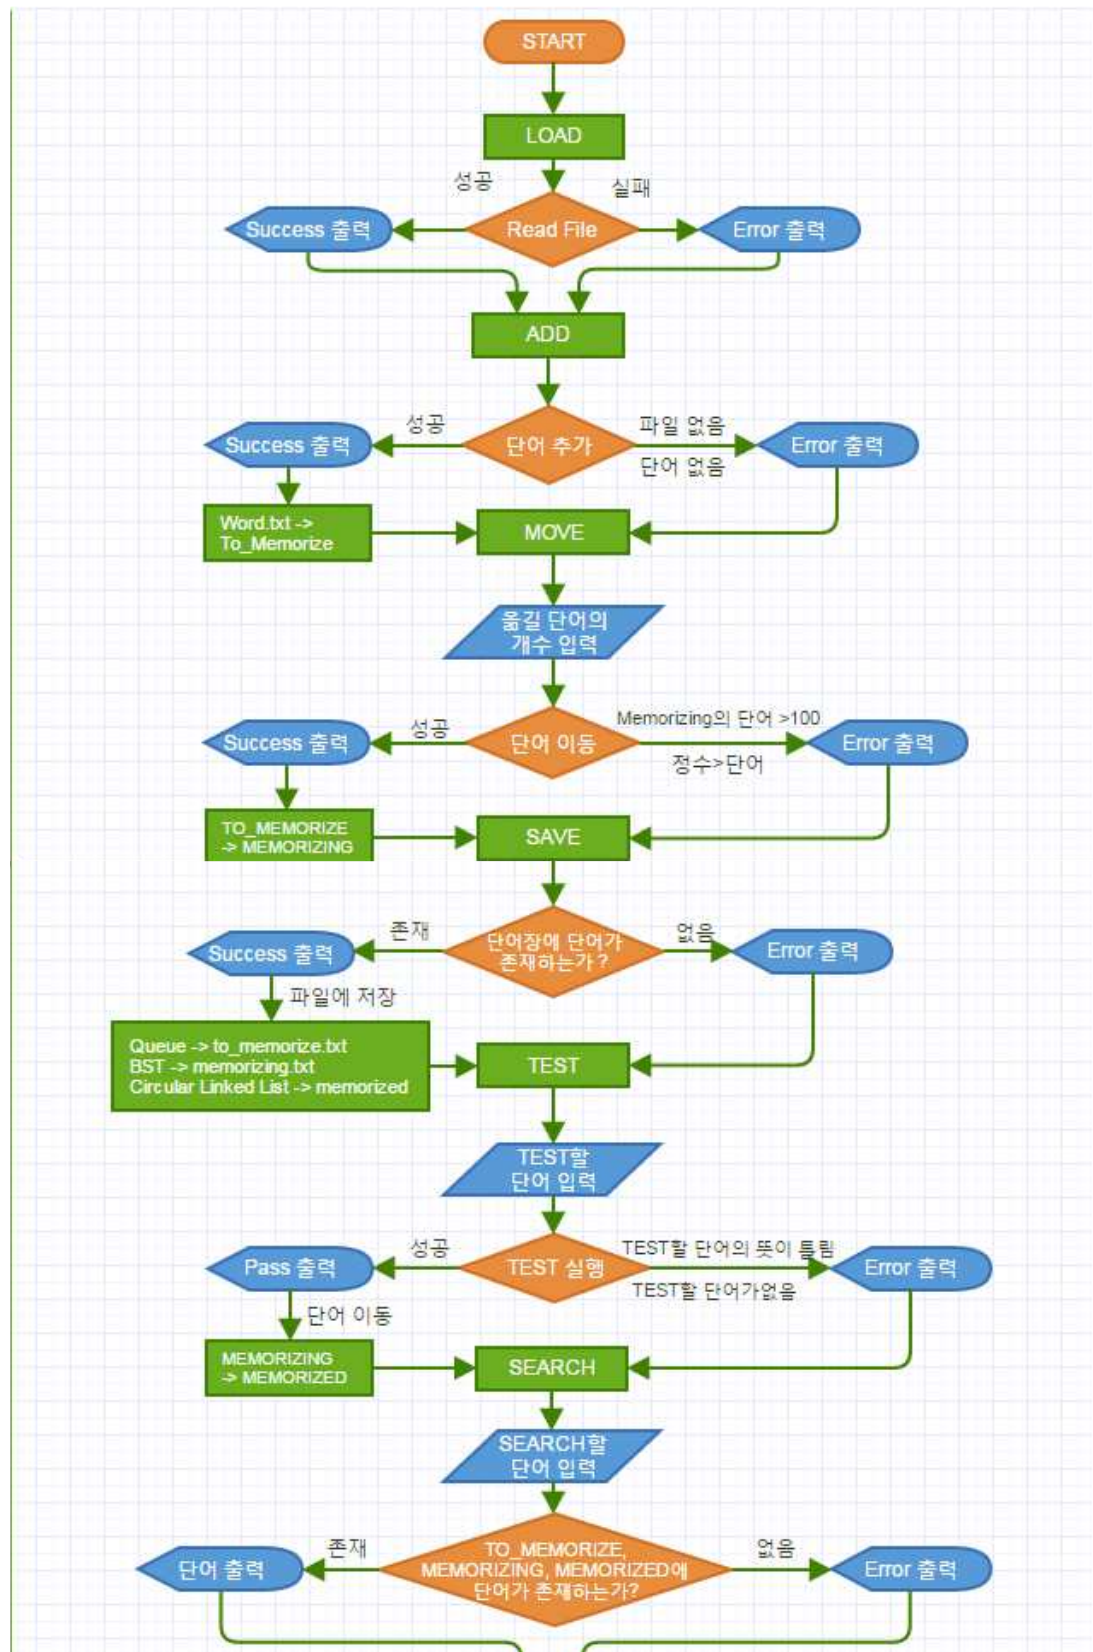 START
LOAD
성공
실패
Success 출력
Read File
Error 출력
ADD
성공
파일 없음
Success 출력
단어 추가
Error 출력
단어 없음
Word.txt ->
To_Memorize
MOVE
옮길 단어의
개수 입력
성공
Memorizing의 단어 >100
Success 출력
단어 이동
Error 출력
정수>단어
TO_MEMORIZE
-> MEMORIZING
SAVE
존재
없음
Success 출력
단어장에 단어가
존재하는가 ?
Error 출력
파일에 저장
Queue -> to_memorize.txt
BST -> memorizing.txt
Circular Linked List -> memorized
TEST
TEST할
단어 입력
성공
TEST할 단어의 뜻이 틀림
Pass 출력
TEST 실행
Error 출력
TEST할 단어가없음
단어 이동
MEMORIZING
-> MEMORIZED
SEARCH
SEARCH할
단어 입력
존재
없음
단어 출력
TO_MEMORIZE,
MEMORIZING, MEMORIZED에
단어가 존재하는가?
Error 출력